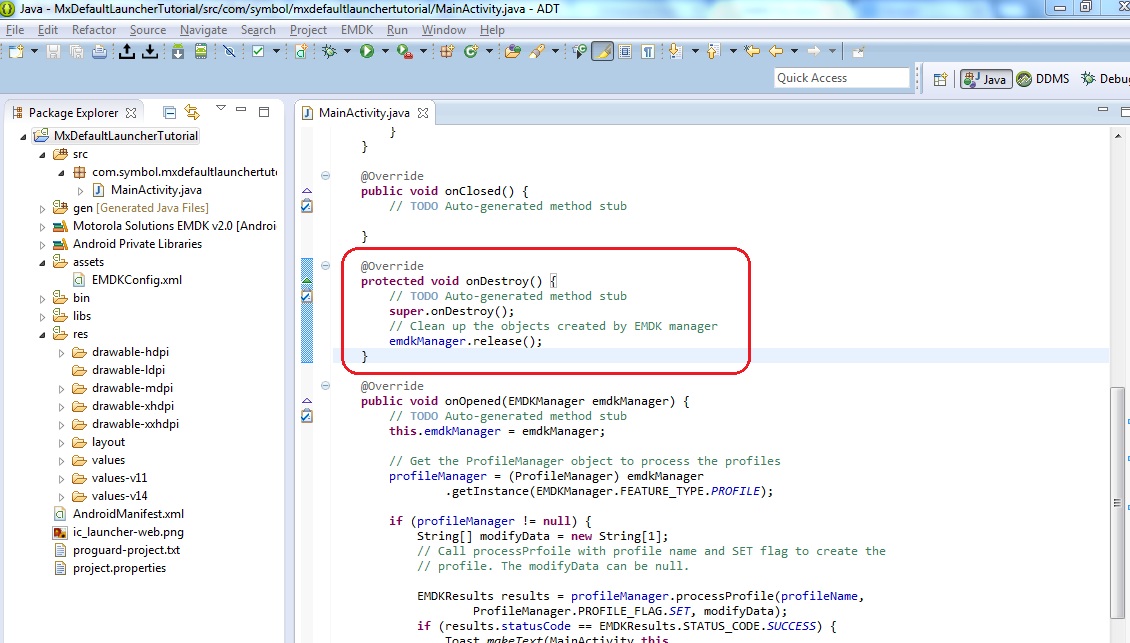 Java - MxDefaultLauncherTutorial/src/com/symbol/mxdefaultlaunchertutorial/MainActivity.java - ADT
File Edit Refactor Source Navigate Search Project EMDK Run Window Help
Quick Access
Java DDMS Debu
Package Explorer
MxDefaultLauncherTutorial
src
com.symbol.mxdefaultlaunchertuto
MainActivity.java
gen [Generated Java Files]
Motorola Solutions EMDK v2.0 [Androi
Android Private Libraries
assets
EMDKConfig.xml
bin
libs
res
drawable-hdpi
drawable-ldpi
drawable-mdpi
drawable-xhdpi
drawable-xxhdpi
layout
values
values-v11
values-v14
AndroidManifest.xml
ic_launcher-web.png
proguard-project.txt
project.properties
MainActivity.java
}
}
@Override
public void onClosed() {
// TODO Auto-generated method stub
}
@Override
protected void onDestroy() {
// TODO Auto-generated method stub
super.onDestroy();
// Clean up the objects created by EMDK manager
emdkManager.release();
}
@Override
public void onOpened(EMDKManager emdkManager) {
// TODO Auto-generated method stub
this.emdkManager = emdkManager;
// Get the ProfileManager object to process the profiles
profileManager = (ProfileManager) emdkManager
.getInstance(EMDKManager.FEATURE_TYPE.PROFILE);
if (profileManager != null) {
String[] modifyData = new String[1];
// Call processPrfoile with profile name and SET flag to create the
// profile. The modifyData can be null.
EMDKResults results = profileManager.processProfile(profileName,
ProfileManager.PROFILE_FLAG.SET, modifyData);
if (results.statusCode == EMDKResults.STATUS_CODE.SUCCESS) {
Toast.makeText(MainActivity.this